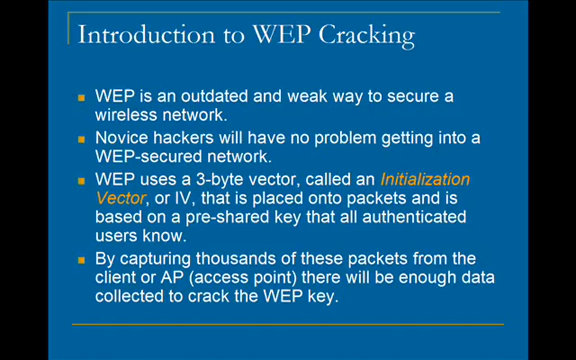 Introduction to WEP Cracking
WEP is an outdated and weak way to secure a
wireless network.
Novice hackers will have no problem getting into a
WEP-secured network.
WEP uses a 3-byte vector, called an Initialization
Vector, or IV, that is placed onto packets and is
based on a pre-shared key that all authenticated
users know.
By capturing thousands of these packets from the
client or AP (access point) there will be enough data
collected to crack the WEP key.